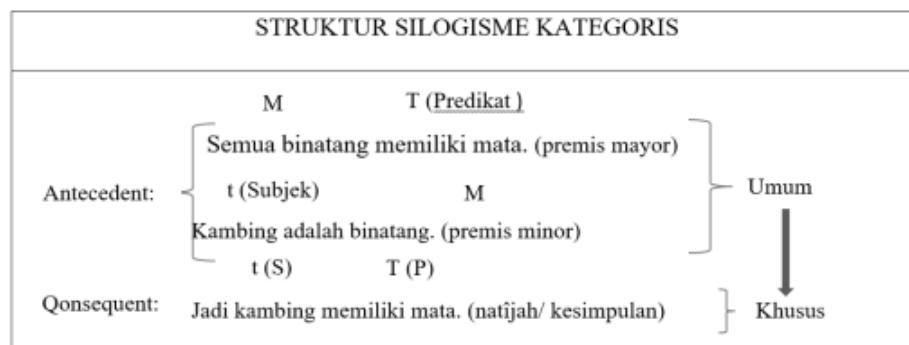 STRUKTUR SILOGISME KATEGORIS
M T (Predikat )
Semua binatang memiliki mata. (premis mayor)
Antecedent: t (Subjek) M Umum
Kambing adalah binatang. (premis minor)
t (S) T (P)
Qonsequent: Jadi kambing memiliki mata. (natîjah/ kesimpulan) Khusus